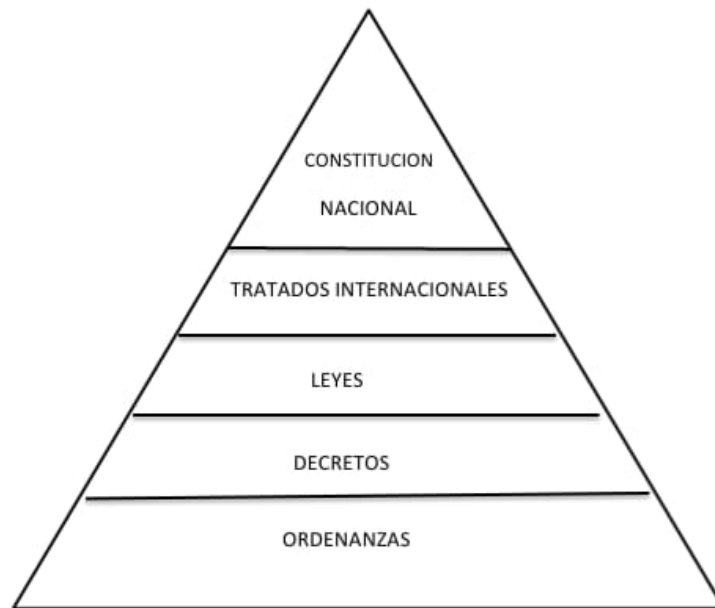 CONSTITUCION
NACIONAL
TRATADOS INTERNACIONALES
LEYES
DECRETOS
ORDENANZAS